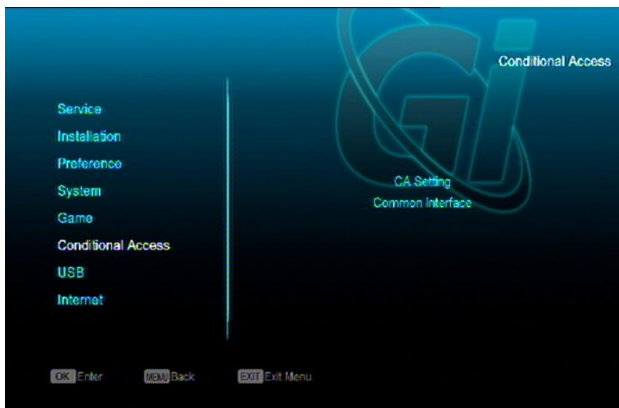 Conditional Access
Service
Installation
Preference
System
Game
Conditional Access
USB
Internet
CA Setting
Common Interface
OK Enter
MENU Back
EXIT Exit Menu
Gi